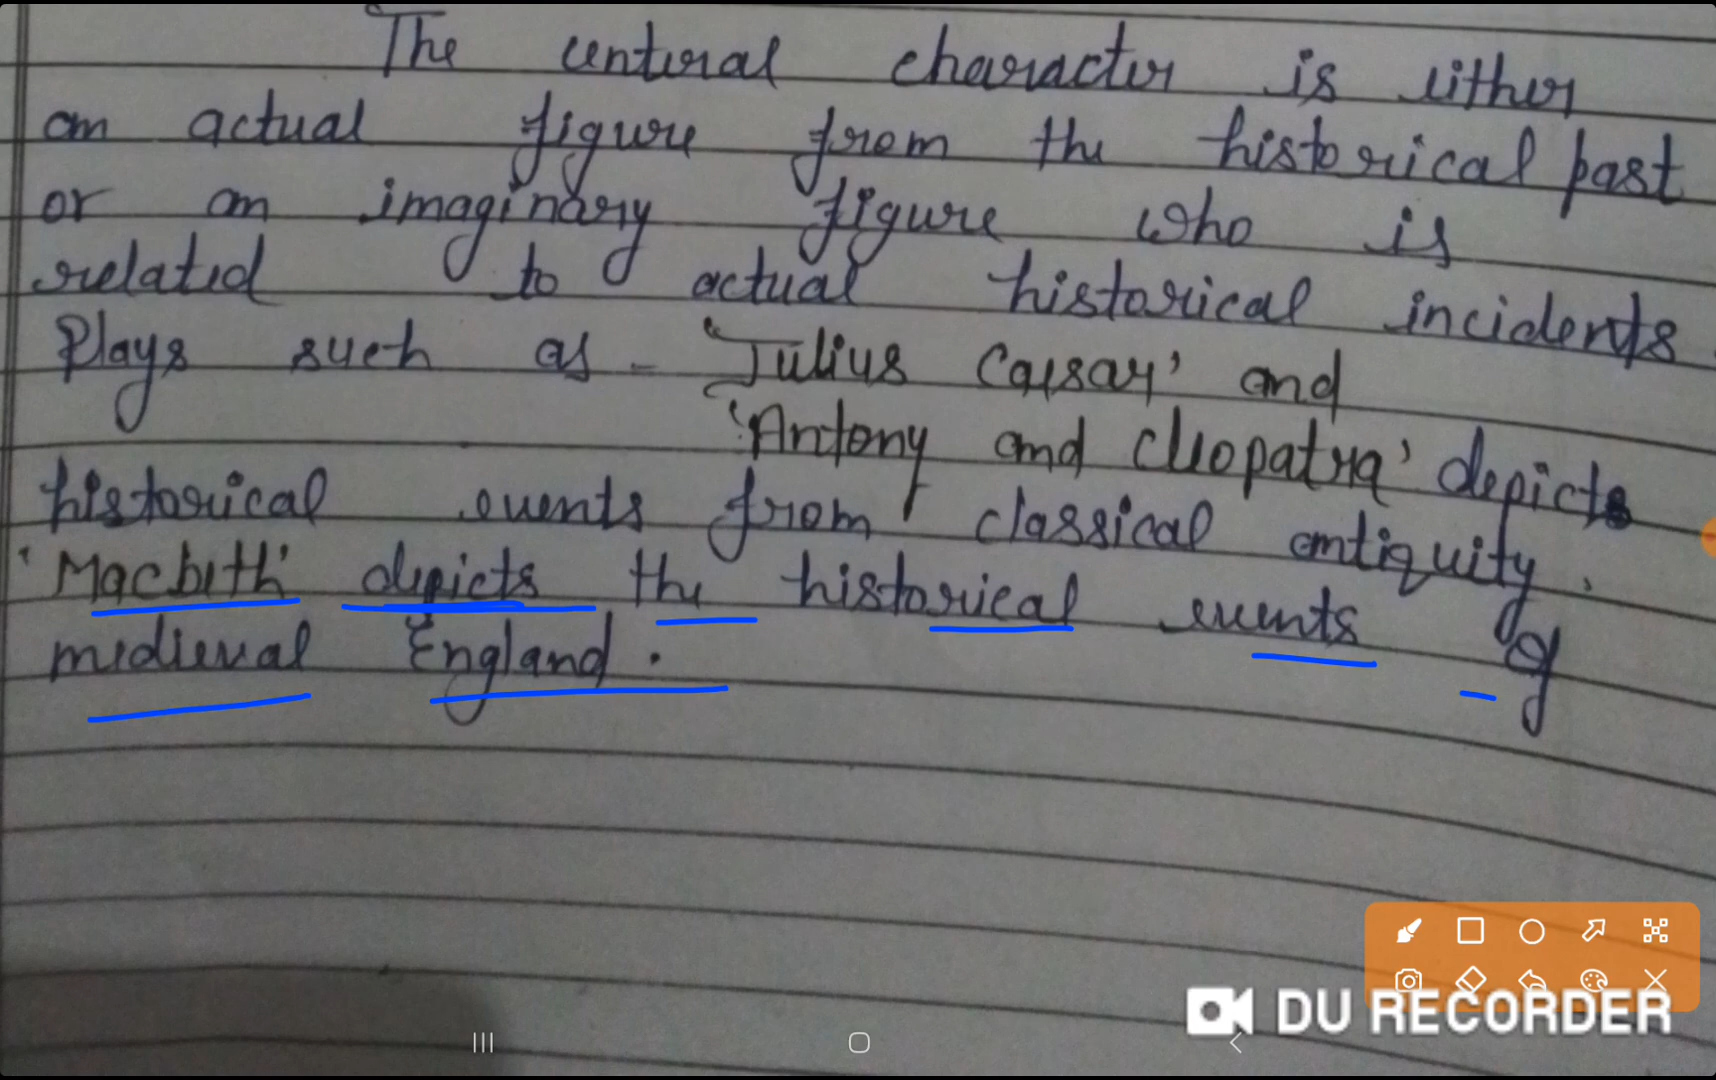 The central character is either
an actual figure from the historical past
or an imaginary figure who is
related to actual historical incidents.
Plays such as - 'Julius Caesar' and
'Antony and Cleopatra' depicts
historical events from classical antiquity.
'Macbeth' depicts the historical events of
medieval England.
DU RECORDER